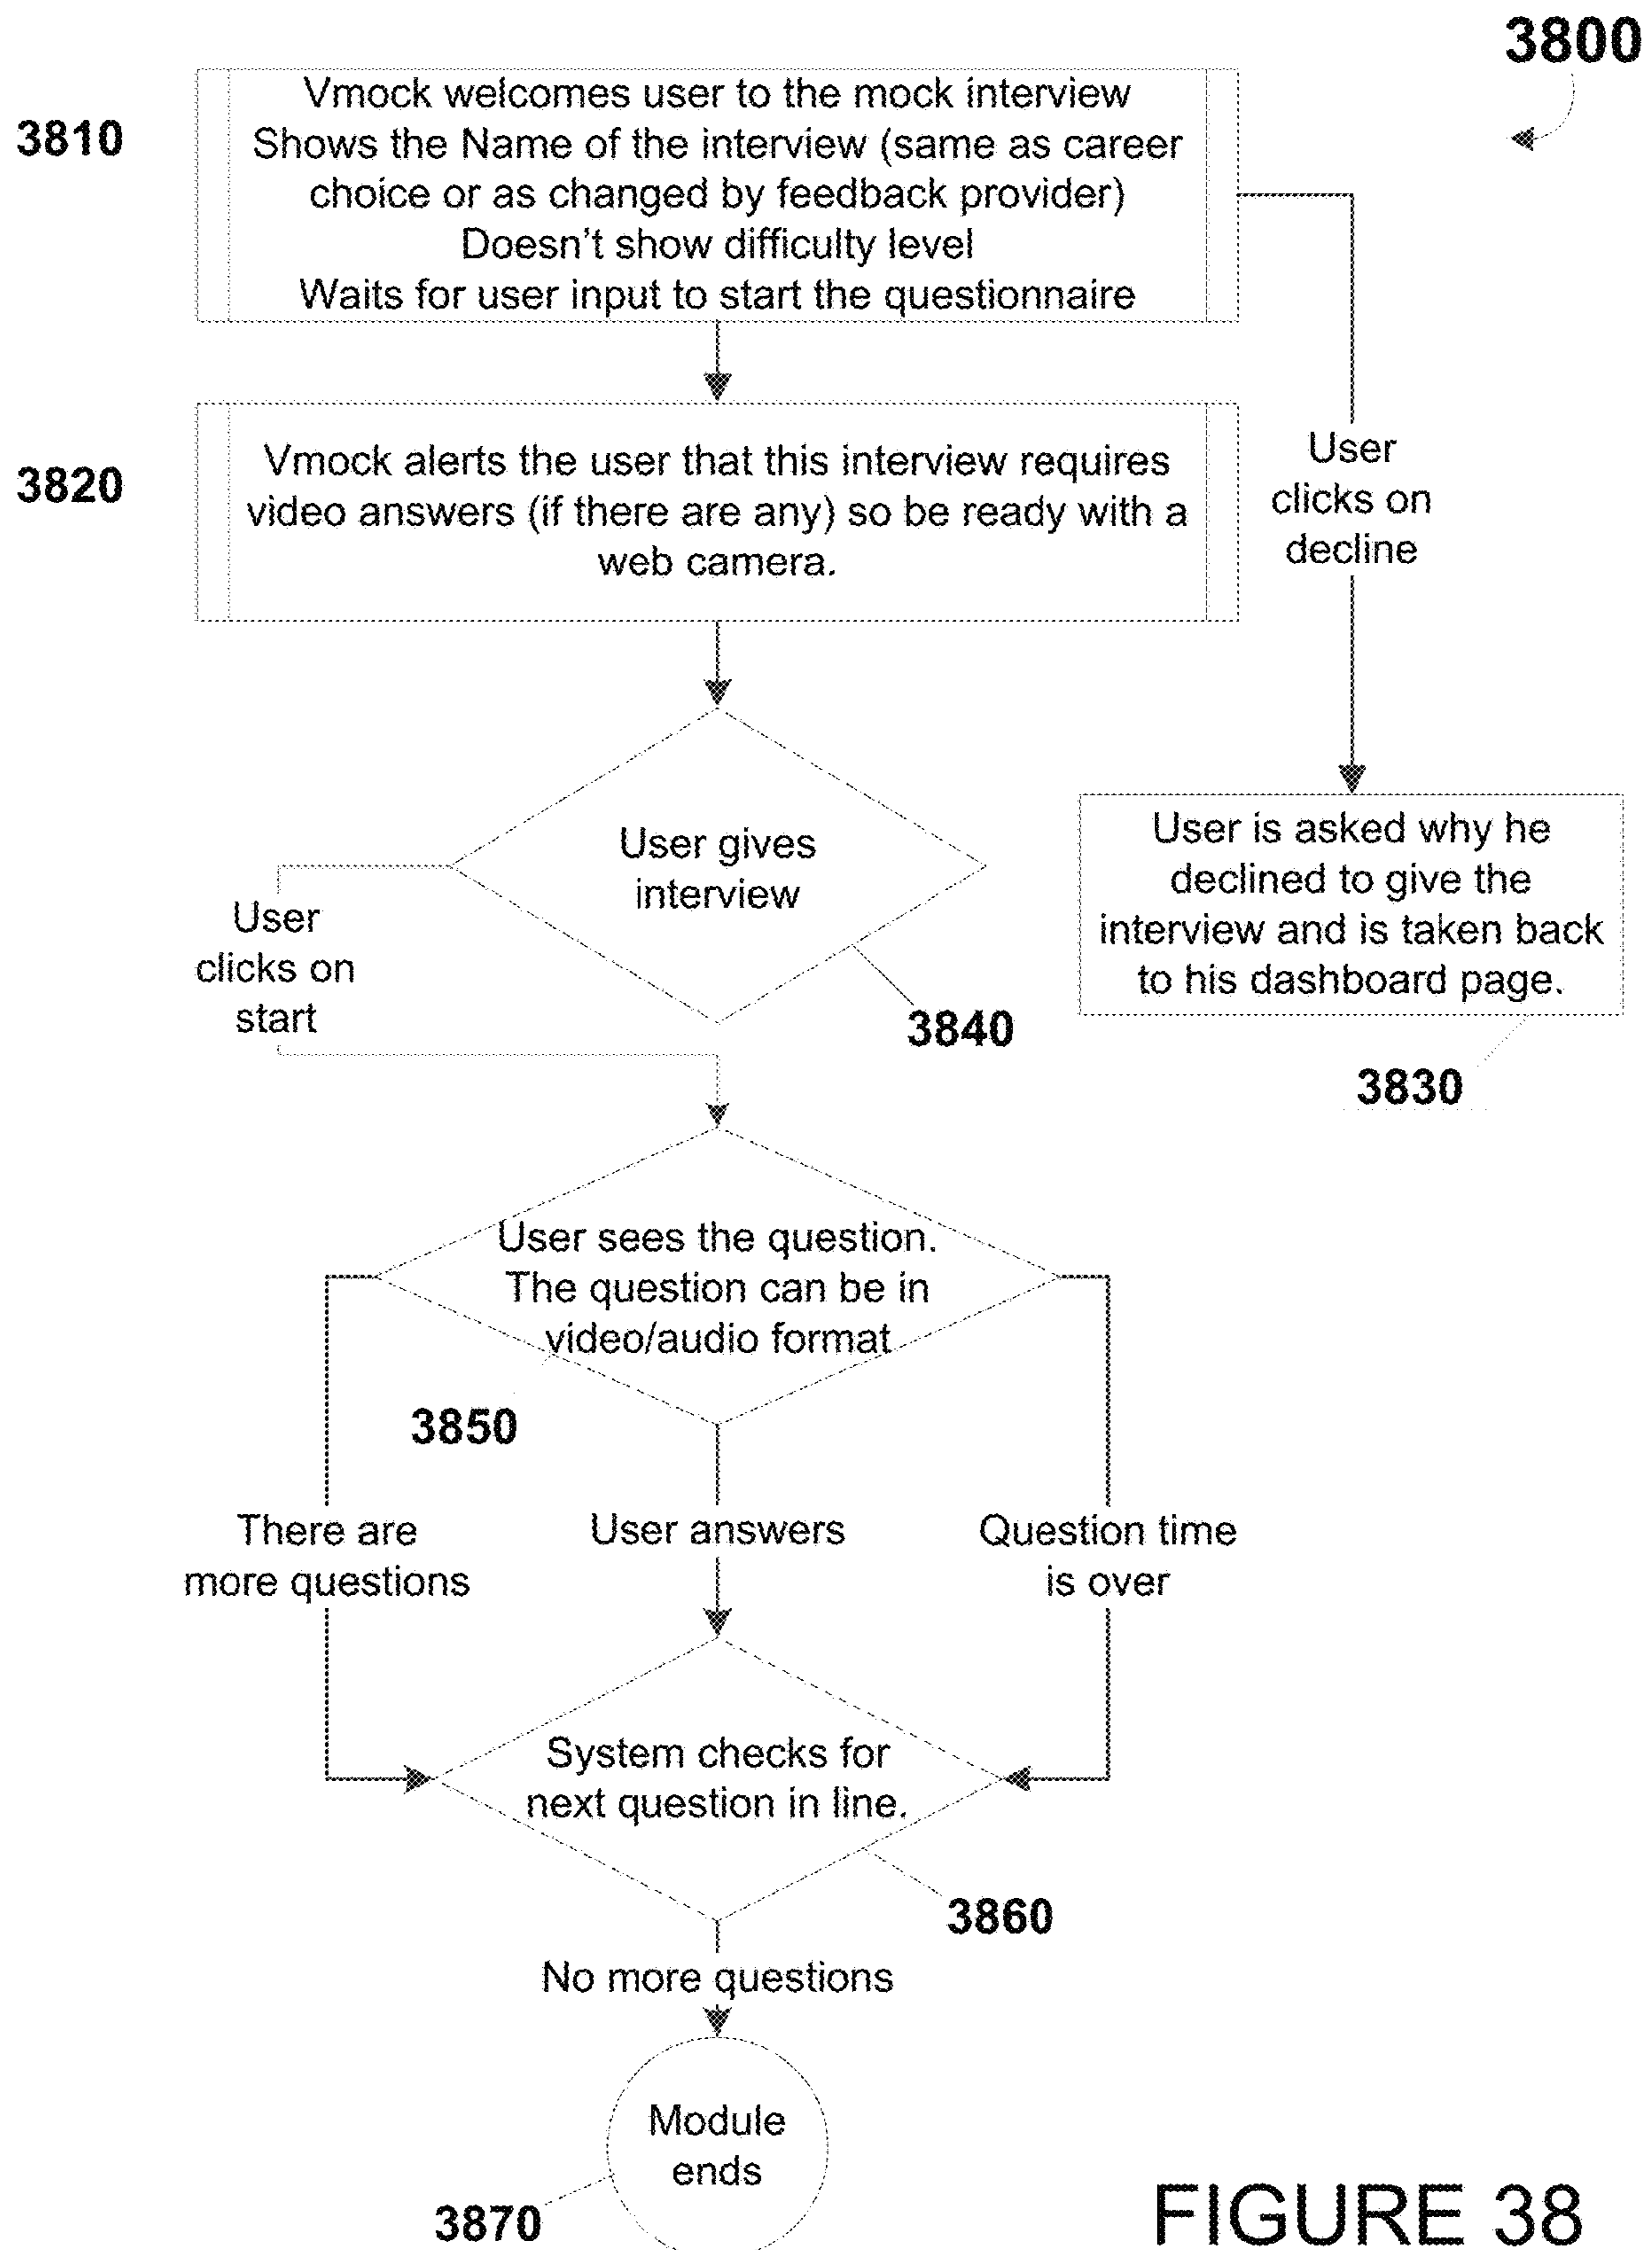 3800
3810
Vmock welcomes user to the mock interview
Shows the Name of the interview (same as career
choice or as changed by feedback provider)
Doesn't show difficulty level
Waits for user input to start the questionnaire
3820
Vmock alerts the user that this interview requires
video answers (if there are any) so be ready with a
web camera.
User
clicks on
decline
User gives
interview
3840
User is asked why he
declined to give the
interview and is taken back
to his dashboard page.
3830
User
clicks on
start
User sees the question.
The question can be in
video/audio format
3850
There are
more questions
User answers
Question time
is over
System checks for
next question in line.
3860
No more questions
Module
ends
3870
FIGURE 38